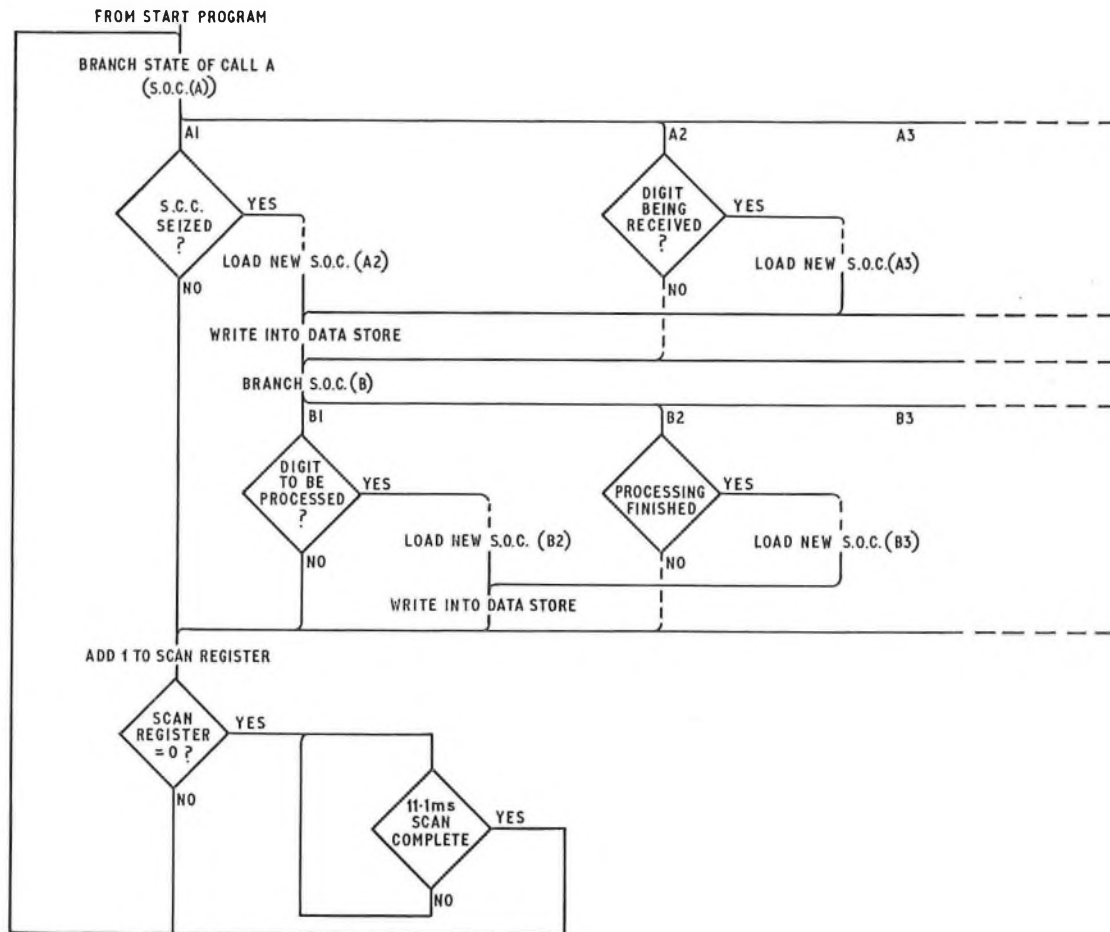 FROM START PROGRAM
BRANCH STATE OF CALL A
(S.O.C.(A))
A1
A2
A3
S.C.C.
SEIZED
?
YES
NO
LOAD NEW S.O.C.(A2)
DIGIT
BEING
RECEIVED
?
YES
NO
LOAD NEW S.O.C.(A3)
WRITE INTO DATA STORE
BRANCH S.O.C.(B)
B1
B2
B3
DIGIT
TO BE
PROCESSED
?
YES
NO
LOAD NEW S.O.C. (B2)
PROCESSING
FINISHED
YES
NO
LOAD NEW S.O.C.(B3)
WRITE INTO DATA STORE
ADD 1 TO SCAN REGISTER
SCAN
REGISTER
= 0 ?
YES
NO
11·1ms
SCAN
COMPLETE
YES
NO